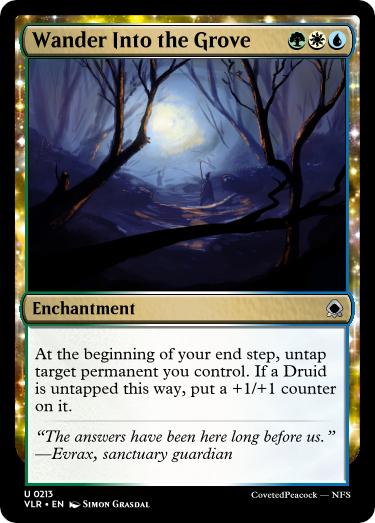 Wander Into the Grove
Enchantment
At the beginning of your end step, untap
target permanent you control. If a Druid
is untapped this way, put a +1/+1 counter
on it.
“The answers have been here long before us.”
—Evrax, sanctuary guardian
U 0213
VLR • EN Simon Grasdal
CovetedPeacock — NFS